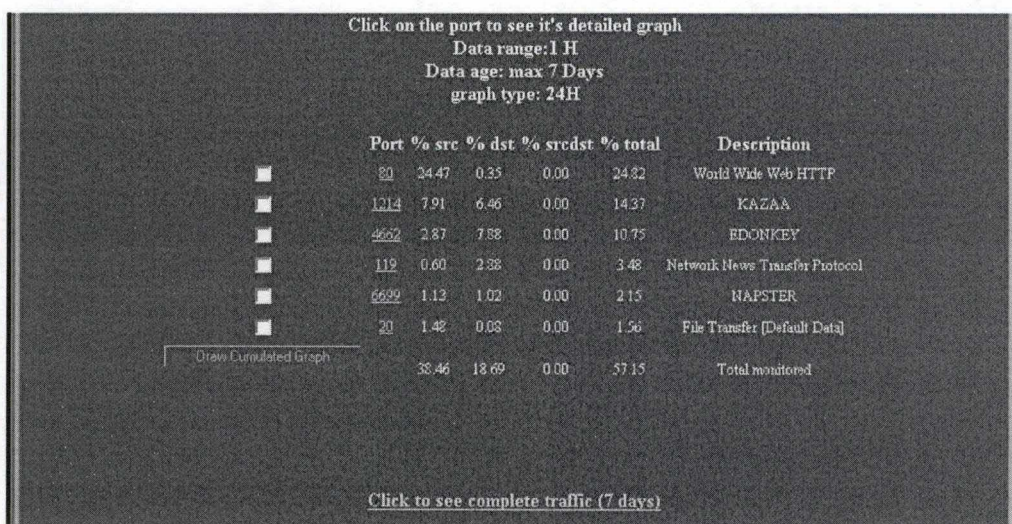 Click on the port to see it's detailed graph
Data range:1 H
Data age: max 7 Days
graph type: 24H
Port % src % dst % srcdst % total Description
80 24.47 0.35 0.00 24.82 World Wide Web HTTP
1214 7.91 6.46 0.00 14.37 KAZAA
4662 2.87 7.88 0.00 10.75 EDONKEY
119 0.60 2.88 0.00 3.48 Network News Transfer Protocol
6699 1.13 1.02 0.00 2.15 NAPSTER
20 1.48 0.08 0.00 1.56 File Transfer [Default Data]
Draw Cumulated Graph
38.46 18.69 0.00 57.15 Total monitored
Click to see complete traffic (7 days)